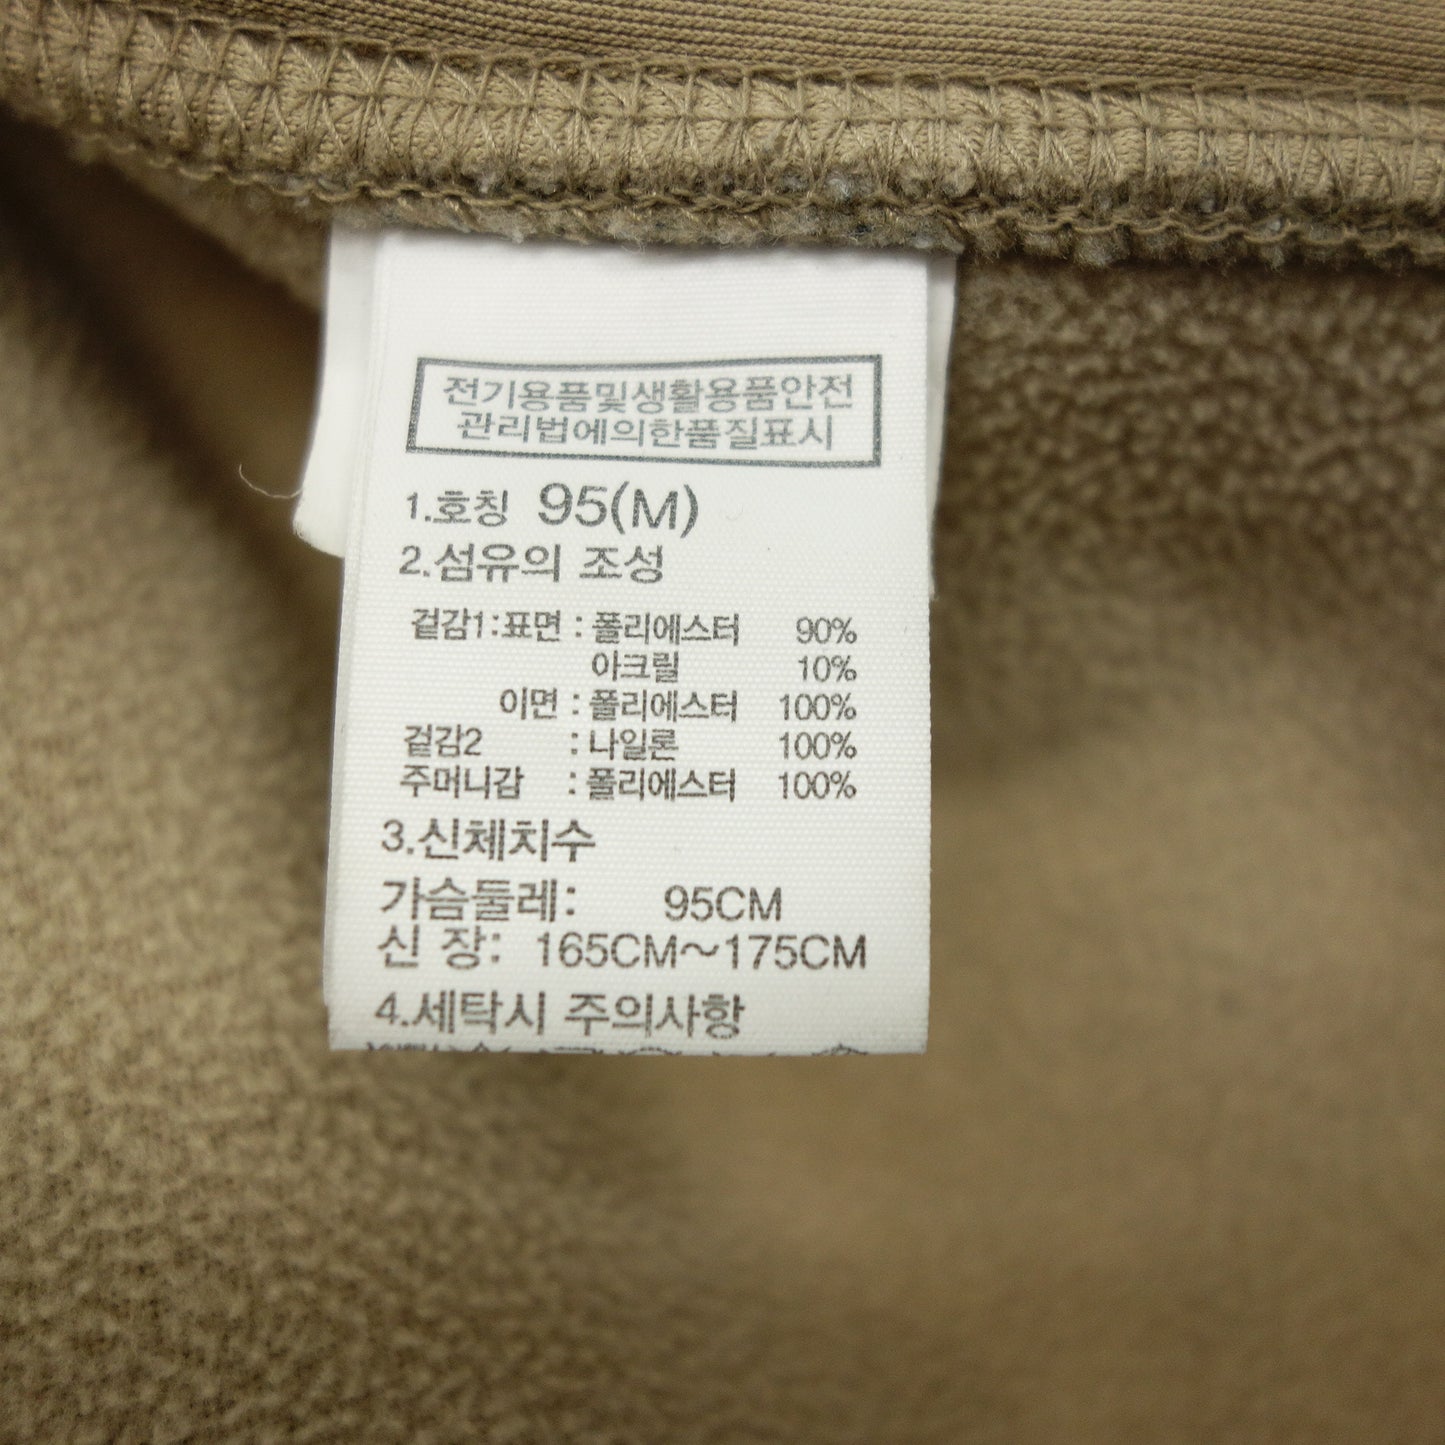 전기용품및생활용품안전
관리법에의한품질표시
1.호칭 95(M)
2.섬유의 조성
겉감1:표면 : 폴리에스터 90%
아크릴 10%
이면 : 폴리에스터 100%
겉감2 : 나일론 100%
주머니감 : 폴리에스터 100%
3.신체치수
가슴둘레: 95CM
신 장: 165CM~175CM
4.세탁시 주의사항